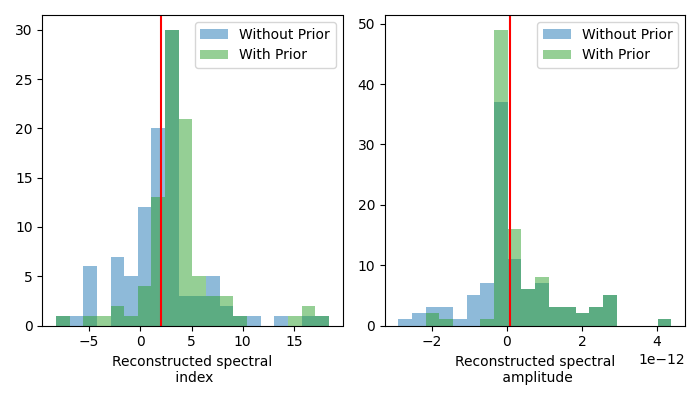 Without Prior
With Prior
30
25
20
15
10
5
0
−5
0
5
10
15
Reconstructed spectral
index
Without Prior
With Prior
50
40
30
20
10
0
−2
0
2
4
1e−12
Reconstructed spectral
amplitude